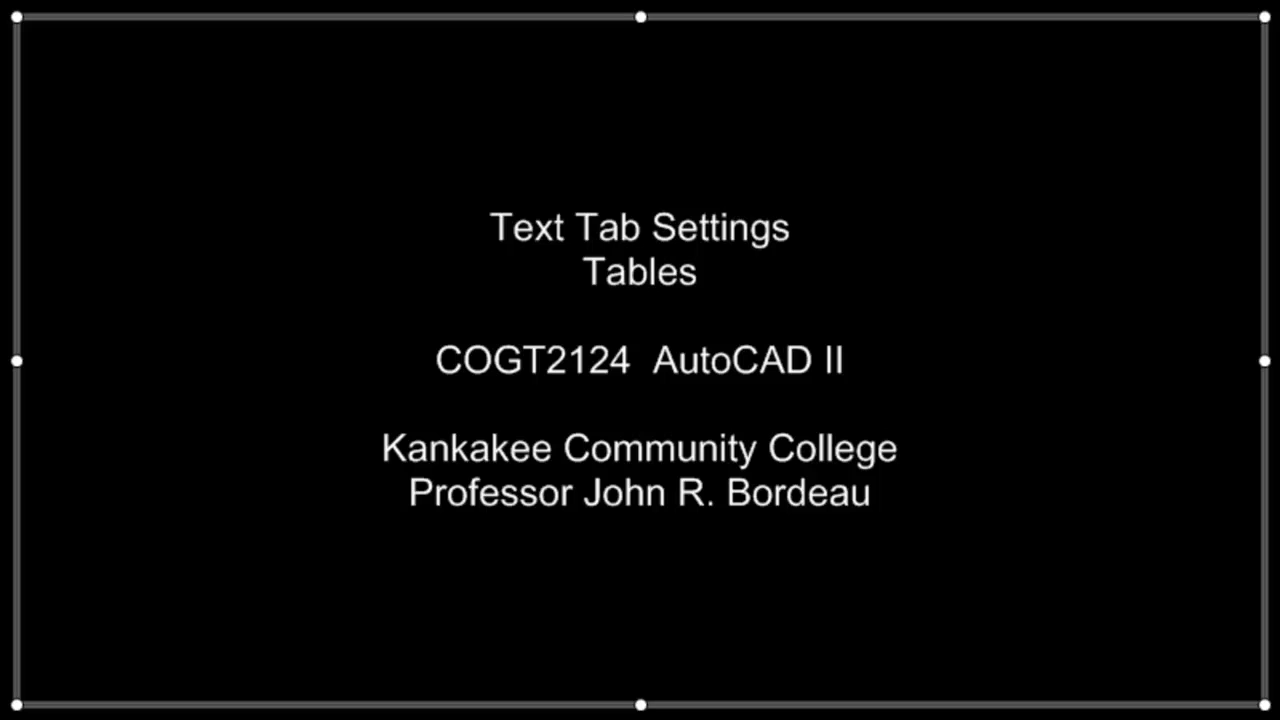 Text Tab Settings
Tables
COGT2124 AutoCAD II
Kankakee Community College
Professor John R. Bordeau